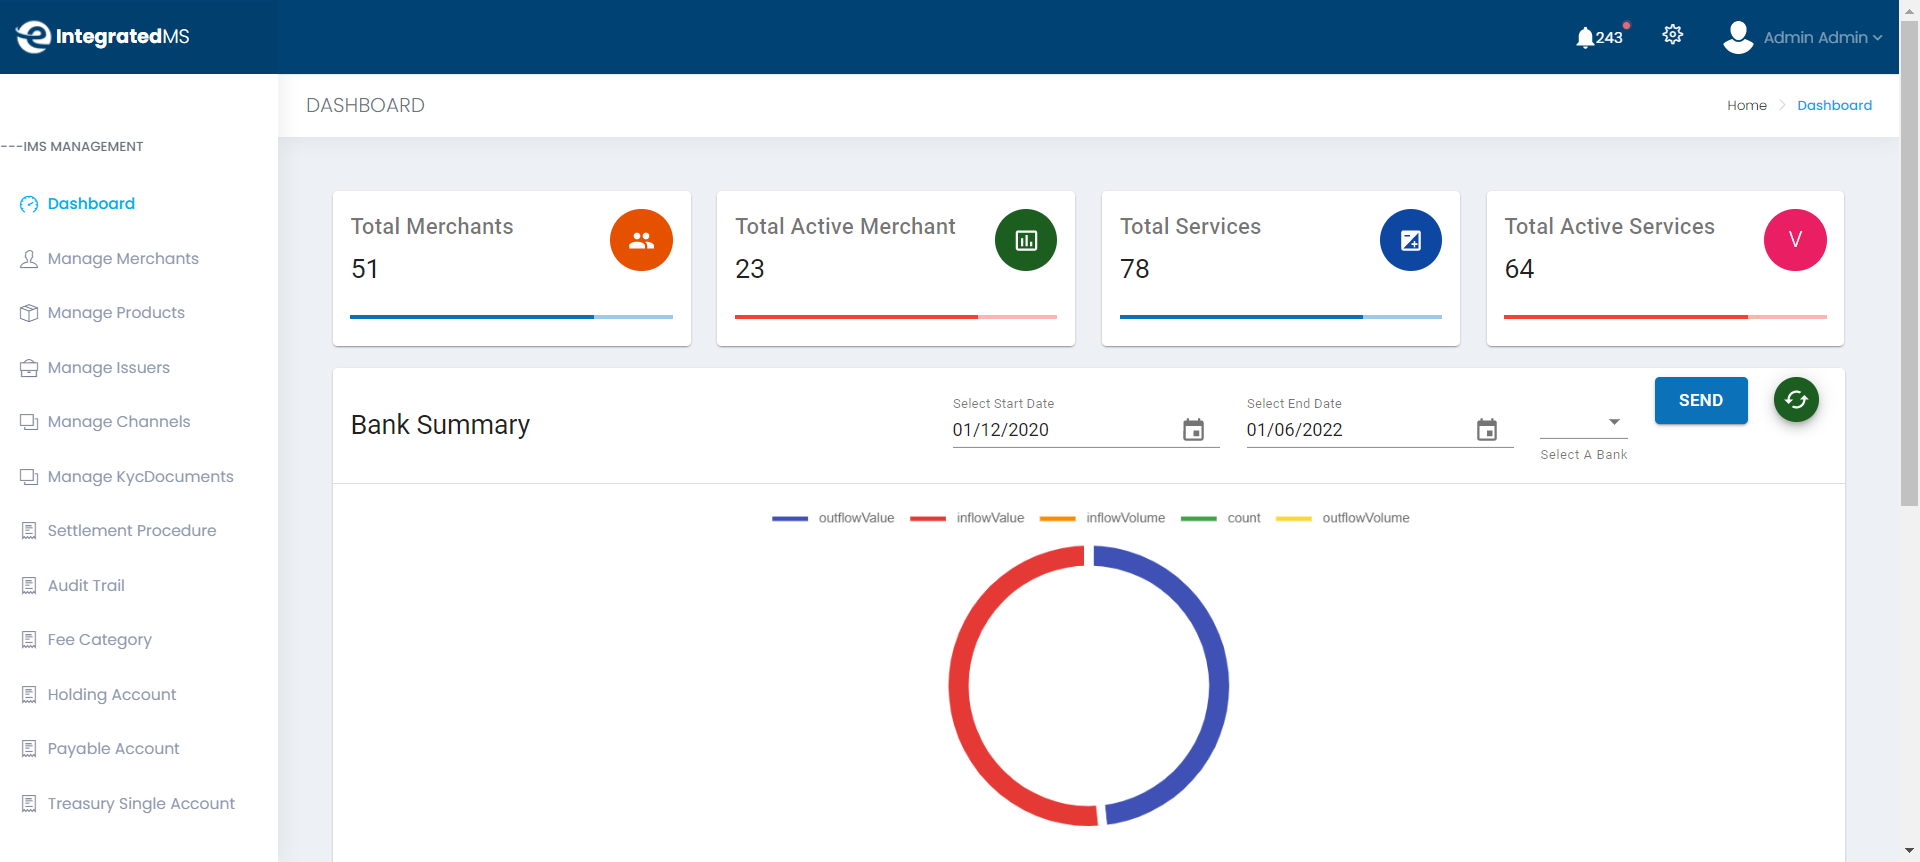 IntegratedMS
243
Admin Admin
DASHBOARD
Home
Dashboard
---IMS MANAGEMENT
Dashboard
Manage Merchants
Manage Products
Manage Issuers
Manage Channels
Manage KycDocuments
Settlement Procedure
Audit Trail
Fee Category
Holding Account
Payable Account
Treasury Single Account
Total Merchants
51
Total Active Merchant
23
Total Services
78
Total Active Services
64
V
Bank Summary
Select Start Date
01/12/2020
Select End Date
01/06/2022
Select A Bank
SEND
outflowValue inflowValue inflowVolume count outflowVolume